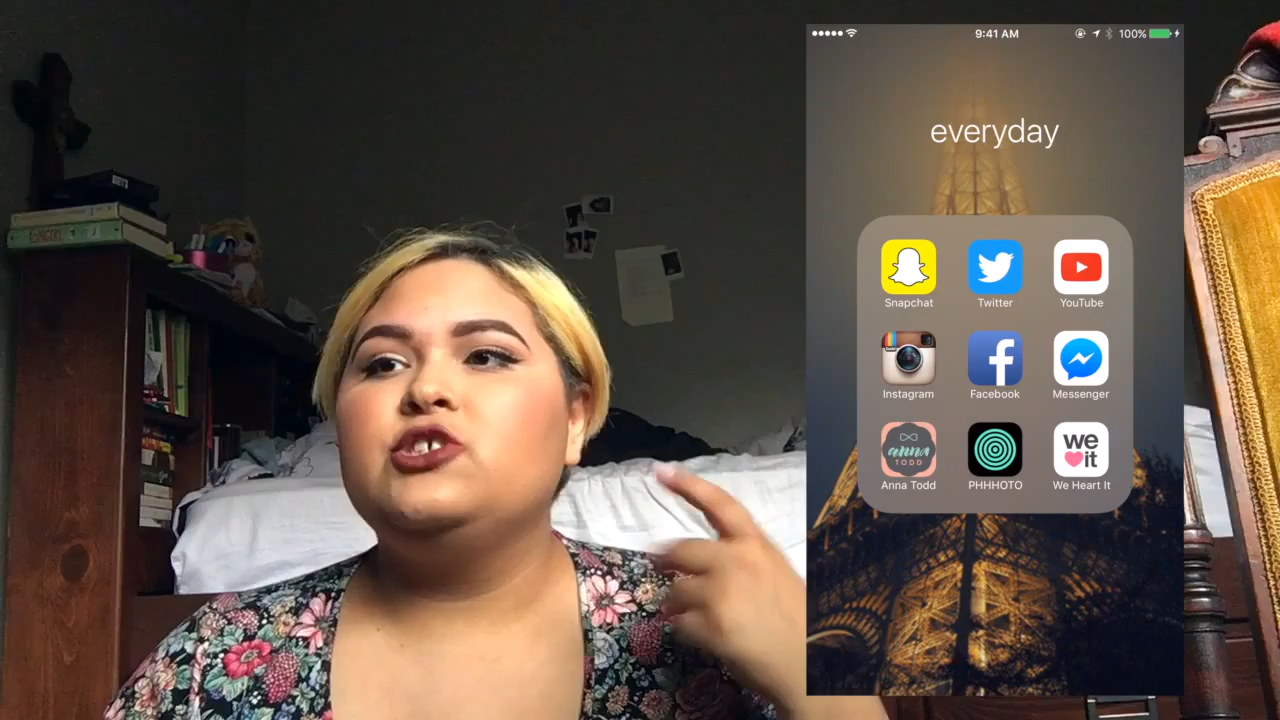 9:41 AM 100%
everyday
Snapchat Twitter YouTube
Instagram Facebook Messenger
anna
TODD
we
it
Anna Todd PHHHOTO We Heart It